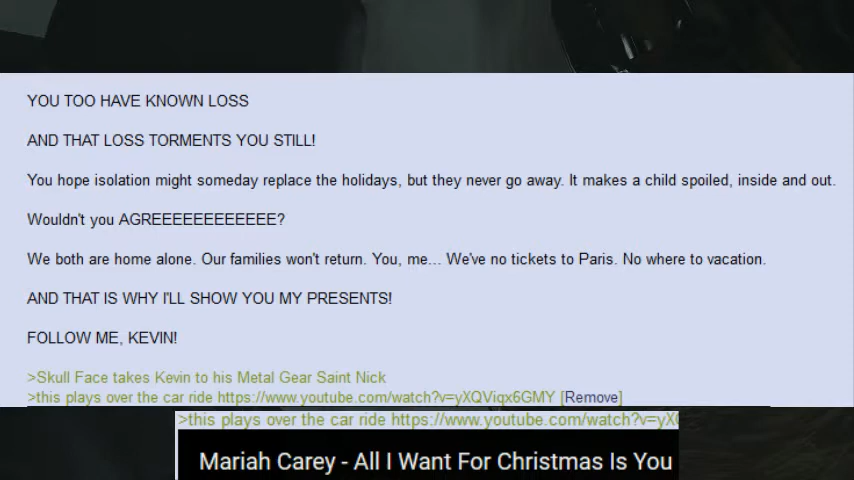 YOU TOO HAVE KNOWN LOSS
AND THAT LOSS TORMENTS YOU STILL!
You hope isolation might someday replace the holidays, but they never go away. It makes a child spoiled, inside and out.
Wouldn't you AGREEEEEEEEEEEE?
We both are home alone. Our families won't return. You, me... We've no tickets to Paris. No where to vacation.
AND THAT IS WHY I'LL SHOW YOU MY PRESENTS!
FOLLOW ME, KEVIN!
>Skull Face takes Kevin to his Metal Gear Saint Nick
>this plays over the car ride https://www.youtube.com/watch?v=yXQViqx6GMY [Remove]
>this plays over the car ride https://www.youtube.com/watch?v=yXQ
Mariah Carey - All I Want For Christmas Is You